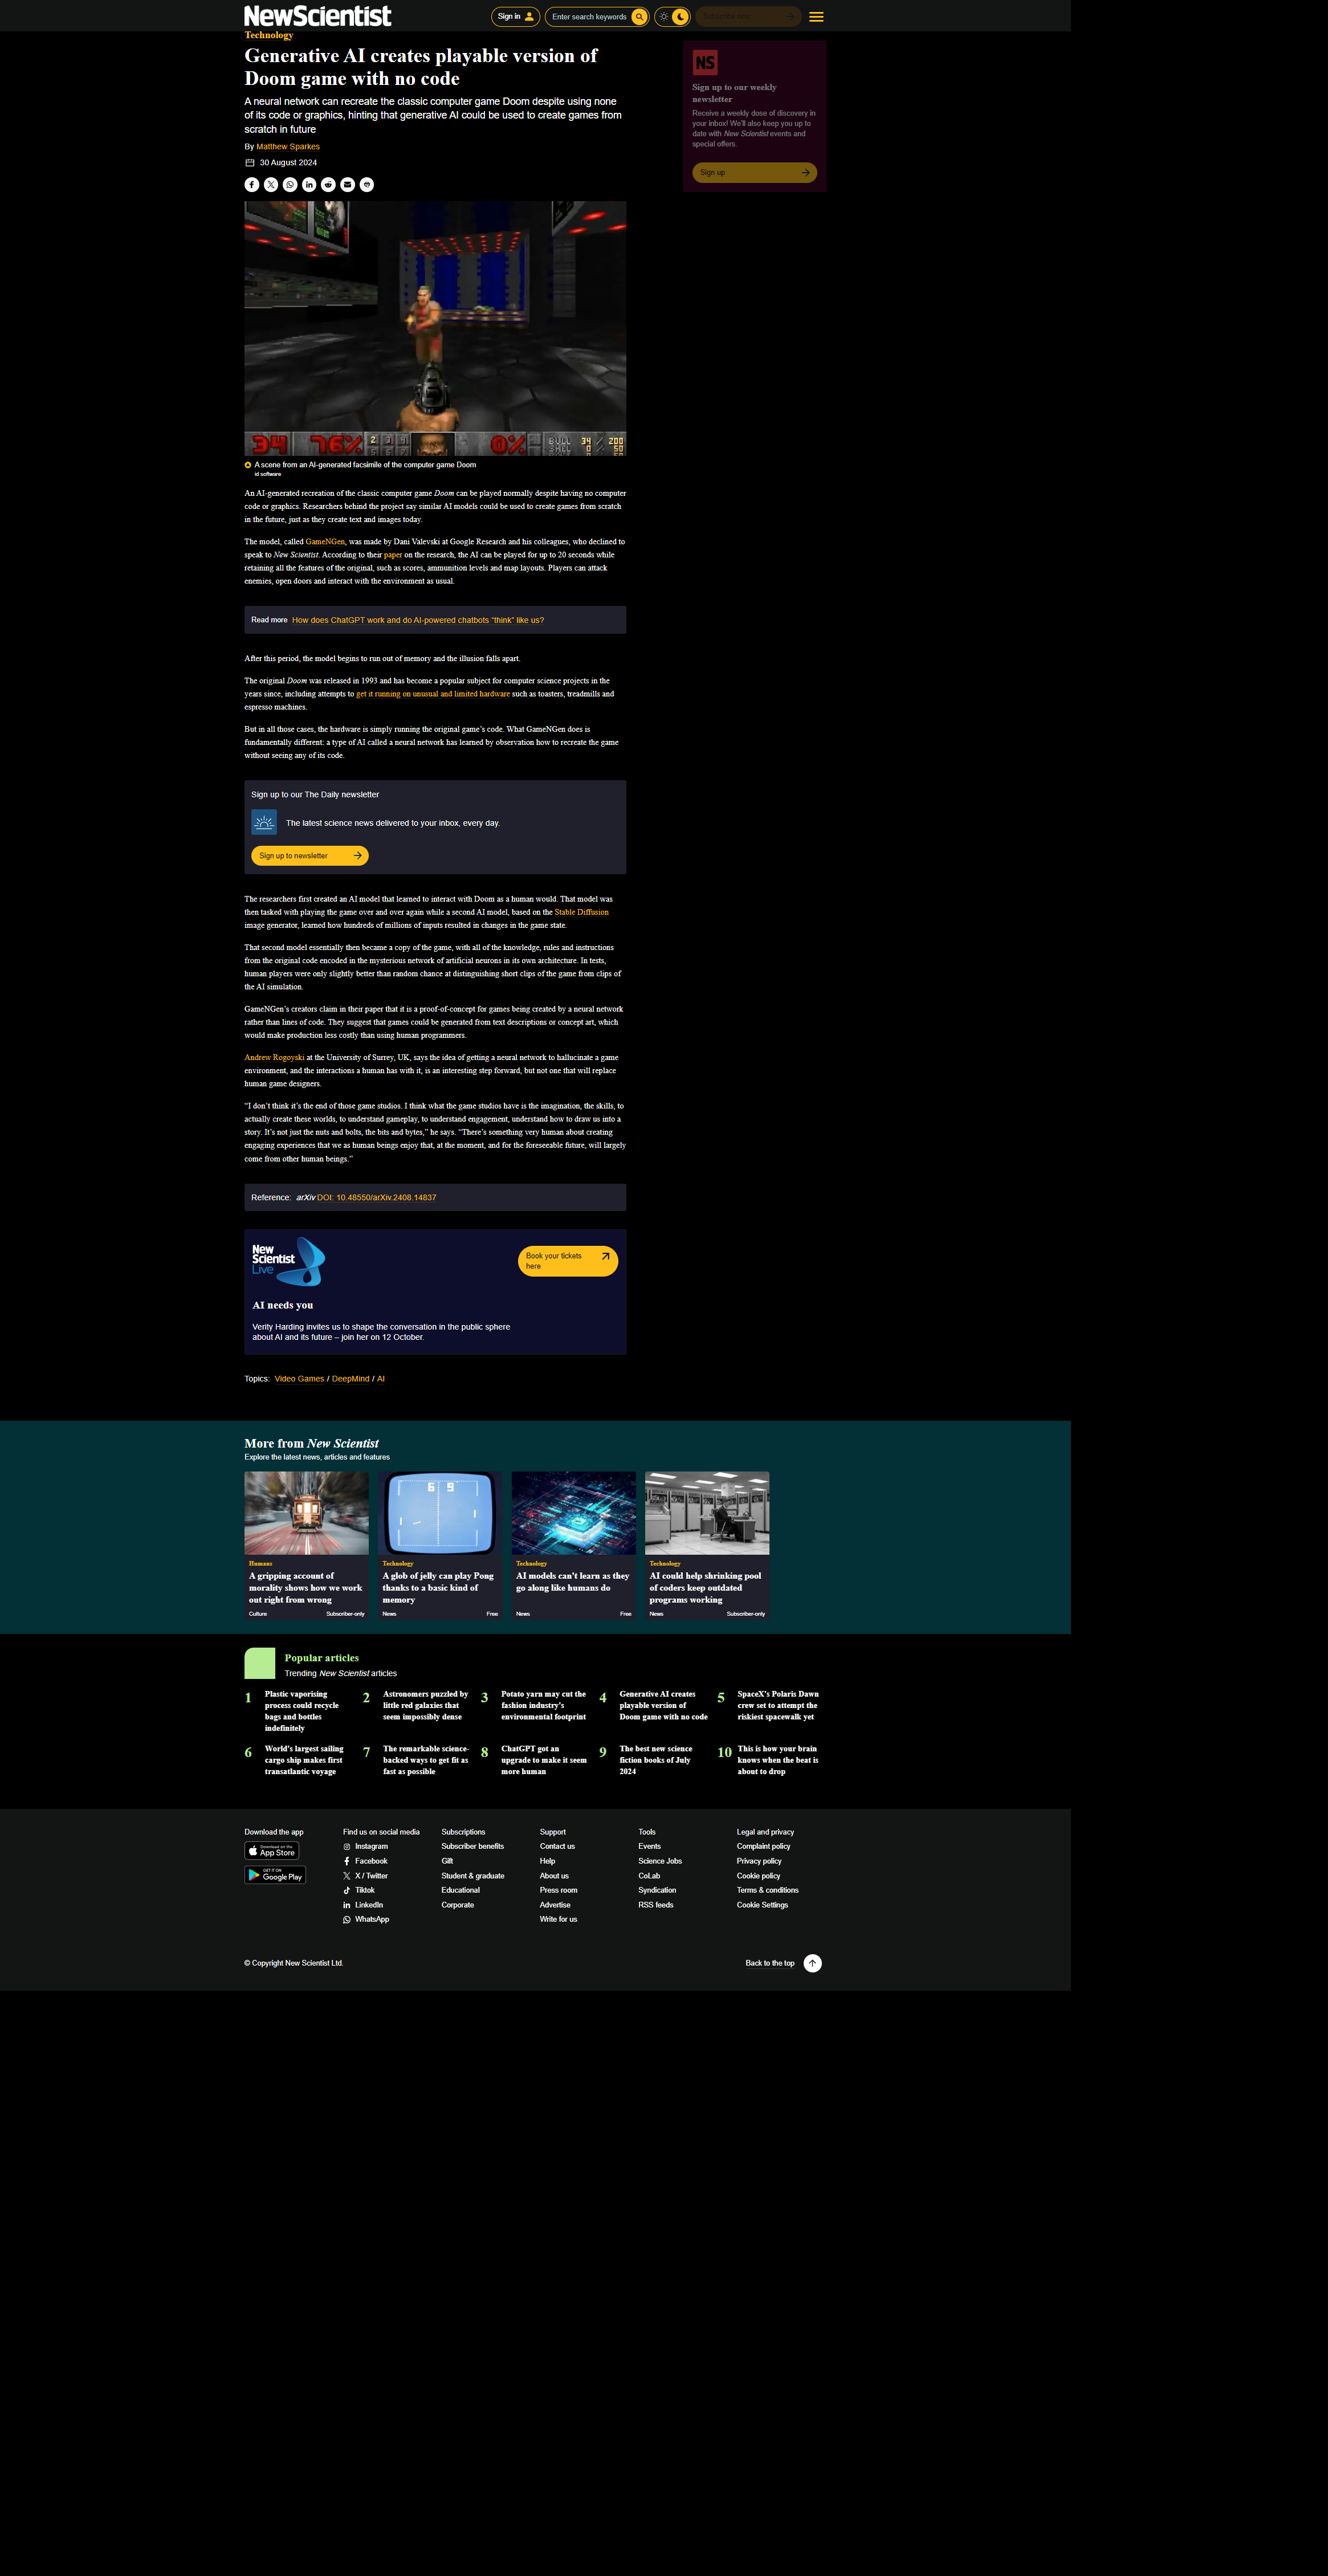 NewScientist
Sign in
Enter search keywords
Subscribe now
Technology
Generative AI creates playable version of
Doom game with no code
A neural network can recreate the classic computer game Doom despite using none
of its code or graphics, hinting that generative AI could be used to create games from
scratch in future
By Matthew Sparkes
30 August 2024
NS
Sign up to our weekly
newsletter
Receive a weekly dose of discovery in
your inbox! We'll also keep you up to
date with New Scientist events and
special offers.
Sign up
34 76% 2 3 4 0% BULL 34 / 200
A scene from an AI-generated facsimile of the computer game Doom
id software
An AI-generated recreation of the classic computer game Doom can be played normally despite having no computer
code or graphics. Researchers behind the project say similar AI models could be used to create games from scratch
in the future, just as they create text and images today.
The model, called GameNGen, was made by Dani Valevski at Google Research and his colleagues, who declined to
speak to New Scientist. According to their paper on the research, the AI can be played for up to 20 seconds while
retaining all the features of the original, such as scores, ammunition levels and map layouts. Players can attack
enemies, open doors and interact with the environment as usual.
Read more How does ChatGPT work and do AI-powered chatbots “think” like us?
After this period, the model begins to run out of memory and the illusion falls apart.
The original Doom was released in 1993 and has become a popular subject for computer science projects in the
years since, including attempts to get it running on unusual and limited hardware such as toasters, treadmills and
espresso machines.
But in all those cases, the hardware is simply running the original game’s code. What GameNGen does is
fundamentally different: a type of AI called a neural network has learned by observation how to recreate the game
without seeing any of its code.
Sign up to our The Daily newsletter
The latest science news delivered to your inbox, every day.
Sign up to newsletter
The researchers first created an AI model that learned to interact with Doom as a human would. That model was
then tasked with playing the game over and over again while a second AI model, based on the Stable Diffusion
image generator, learned how hundreds of millions of inputs resulted in changes in the game state.
That second model essentially then became a copy of the game, with all of the knowledge, rules and instructions
from the original code encoded in the mysterious network of artificial neurons in its own architecture. In tests,
human players were only slightly better than random chance at distinguishing short clips of the game from clips of
the AI simulation.
GameNGen’s creators claim in their paper that it is a proof-of-concept for games being created by a neural network
rather than lines of code. They suggest that games could be generated from text descriptions or concept art, which
would make production less costly than using human programmers.
Andrew Rogoyski at the University of Surrey, UK, says the idea of getting a neural network to hallucinate a game
environment, and the interactions a human has with it, is an interesting step forward, but not one that will replace
human game designers.
“I don’t think it’s the end of those game studios. I think what the game studios have is the imagination, the skills, to
actually create these worlds, to understand gameplay, to understand engagement, understand how to draw us into a
story. It’s not just the nuts and bolts, the bits and bytes,” he says. “There’s something very human about creating
engaging experiences that we as human beings enjoy that, at the moment, and for the foreseeable future, will largely
come from other human beings.”
Reference: arXiv DOI: 10.48550/arXiv.2408.14837
New
Scientist
Live
Book your tickets
here
AI needs you
Verity Harding invites us to shape the conversation in the public sphere
about AI and its future – join her on 12 October.
Topics: Video Games / DeepMind / AI
More from New Scientist
Explore the latest news, articles and features
6 9
Humans
A gripping account of
morality shows how we work
out right from wrong
Culture Subscriber-only
Technology
A glob of jelly can play Pong
thanks to a basic kind of
memory
News Free
Technology
AI models can't learn as they
go along like humans do
News Free
Technology
AI could help shrinking pool
of coders keep outdated
programs working
News Subscriber-only
Popular articles
Trending New Scientist articles
1 Plastic vaporising
process could recycle
bags and bottles
indefinitely
2 Astronomers puzzled by
little red galaxies that
seem impossibly dense
3 Potato yarn may cut the
fashion industry's
environmental footprint
4 Generative AI creates
playable version of
Doom game with no code
5 SpaceX's Polaris Dawn
crew set to attempt the
riskiest spacewalk yet
6 World's largest sailing
cargo ship makes first
transatlantic voyage
7 The remarkable science-
backed ways to get fit as
fast as possible
8 ChatGPT got an
upgrade to make it seem
more human
9 The best new science
fiction books of July
2024
10 This is how your brain
knows when the beat is
about to drop
Download the app
Download on the
App Store
GET IT ON
Google Play
Find us on social media
Instagram
Facebook
X / Twitter
Tiktok
LinkedIn
WhatsApp
Subscriptions
Subscriber benefits
Gift
Student & graduate
Educational
Corporate
Support
Contact us
Help
About us
Press room
Advertise
Write for us
Tools
Events
Science Jobs
CoLab
Syndication
RSS feeds
Legal and privacy
Complaint policy
Privacy policy
Cookie policy
Terms & conditions
Cookie Settings
© Copyright New Scientist Ltd.
Back to the top